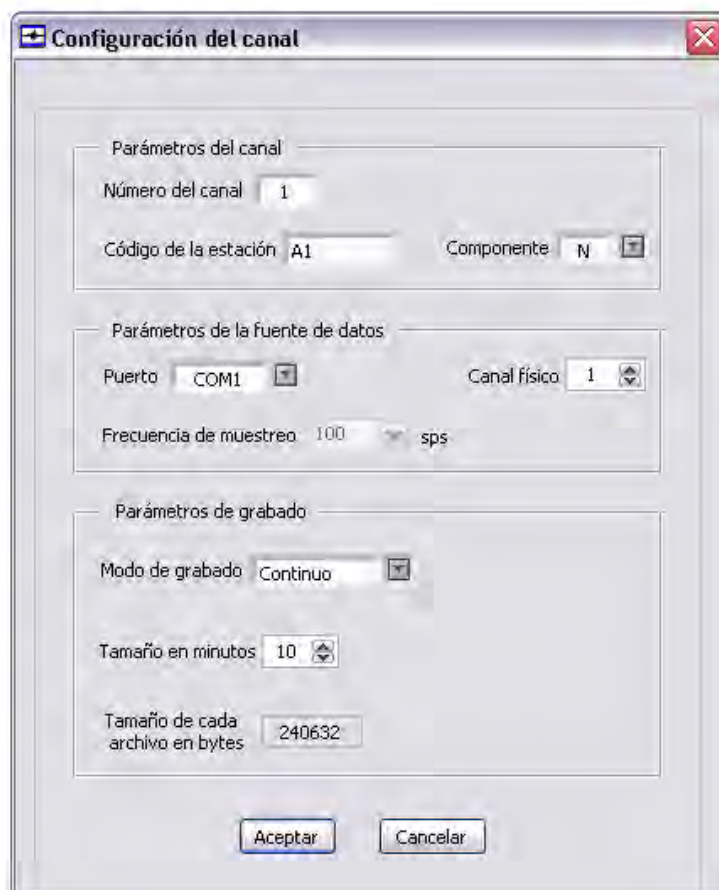 Configuración del canal
Parámetros del canal
Número del canal 1
Código de la estación A1 Componente N
Parámetros de la fuente de datos
Puerto COM1 Canal físico 1
Frecuencia de muestreo 100 sps
Parámetros de grabado
Modo de grabado Continuo
Tamaño en minutos 10
Tamaño de cada
archivo en bytes 240632
Aceptar Cancelar